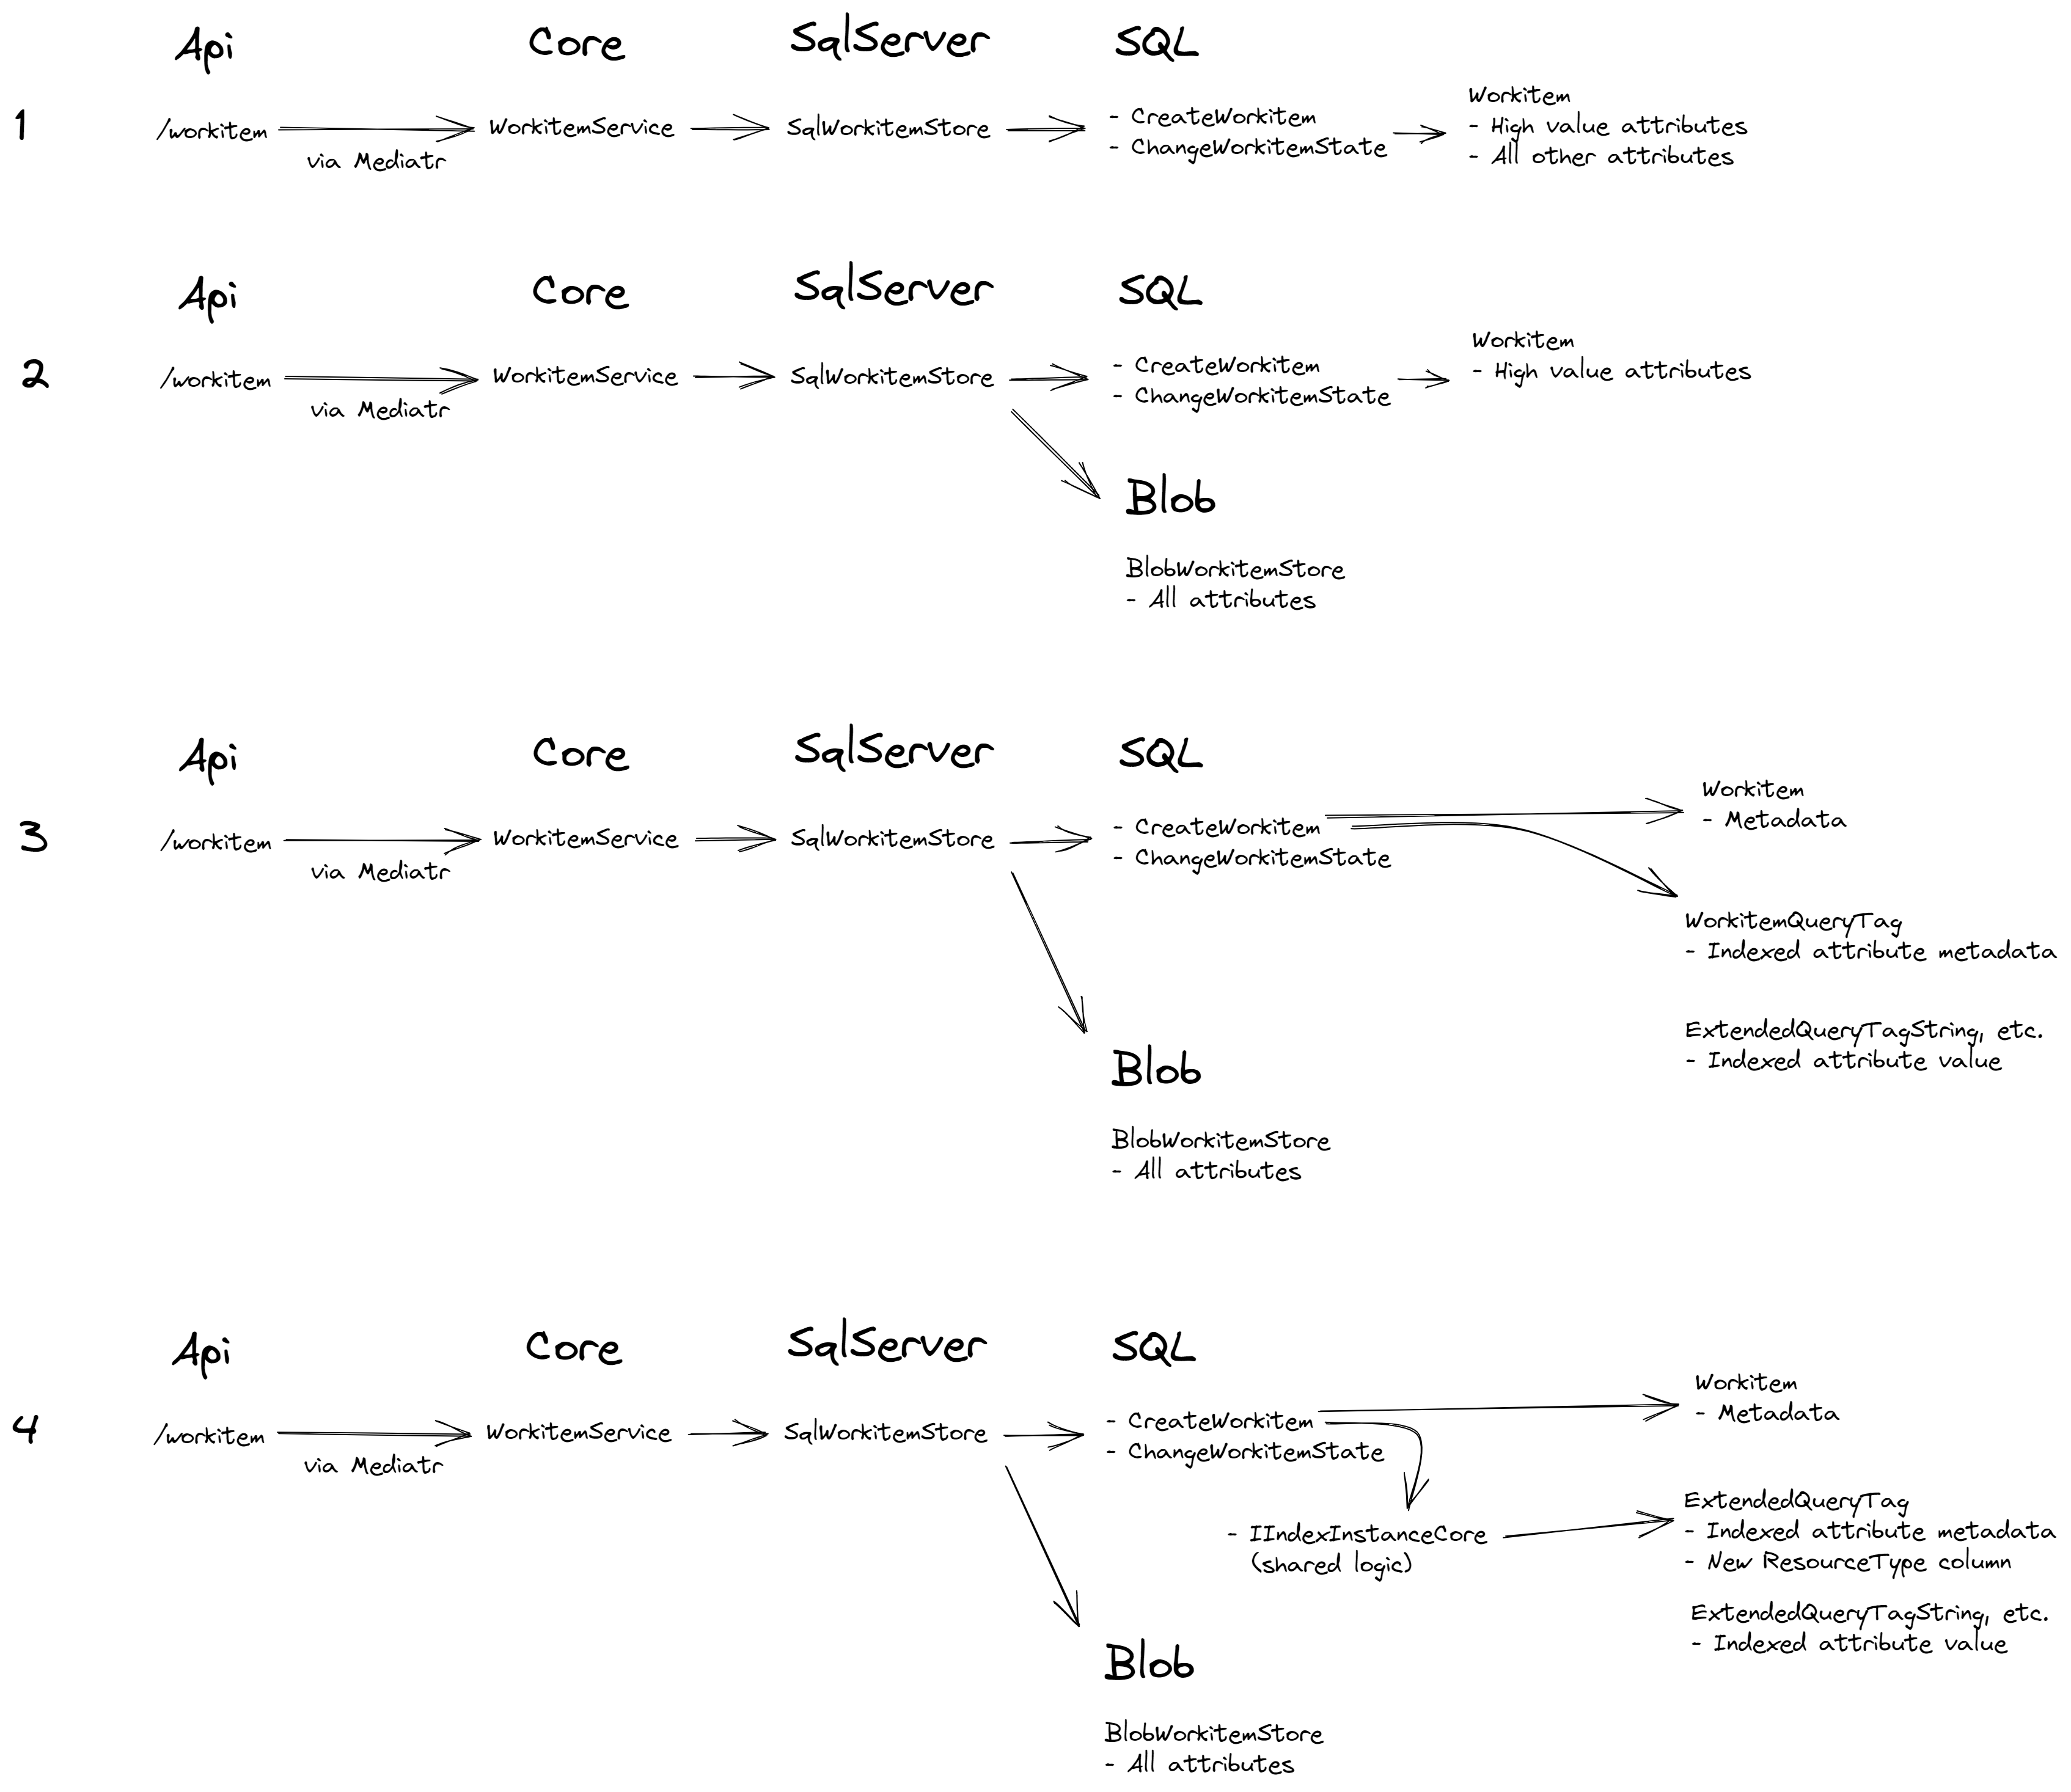 Api Core SqlServer SQL
1
/workitem
via Mediatr
WorkitemService
SqlWorkitemStore
- CreateWorkitem
- ChangeWorkitemState
Workitem
- High value attributes
- All other attributes
Api Core SqlServer SQL
2
/workitem
via Mediatr
WorkitemService
SqlWorkitemStore
- CreateWorkitem
- ChangeWorkitemState
Workitem
- High value attributes
Blob
BlobWorkitemStore
- All attributes
Api Core SqlServer SQL
3
/workitem
via Mediatr
WorkitemService
SqlWorkitemStore
- CreateWorkitem
- ChangeWorkitemState
Workitem
- Metadata
WorkitemQueryTag
- Indexed attribute metadata
ExtendedQueryTagString, etc.
- Indexed attribute value
Blob
BlobWorkitemStore
- All attributes
Api Core SqlServer SQL
4
/workitem
via Mediatr
WorkitemService
SqlWorkitemStore
- CreateWorkitem
- ChangeWorkitemState
- IIndexInstanceCore
(shared logic)
Workitem
- Metadata
ExtendedQueryTag
- Indexed attribute metadata
- New ResourceType column
ExtendedQueryTagString, etc.
- Indexed attribute value
Blob
BlobWorkitemStore
- All attributes